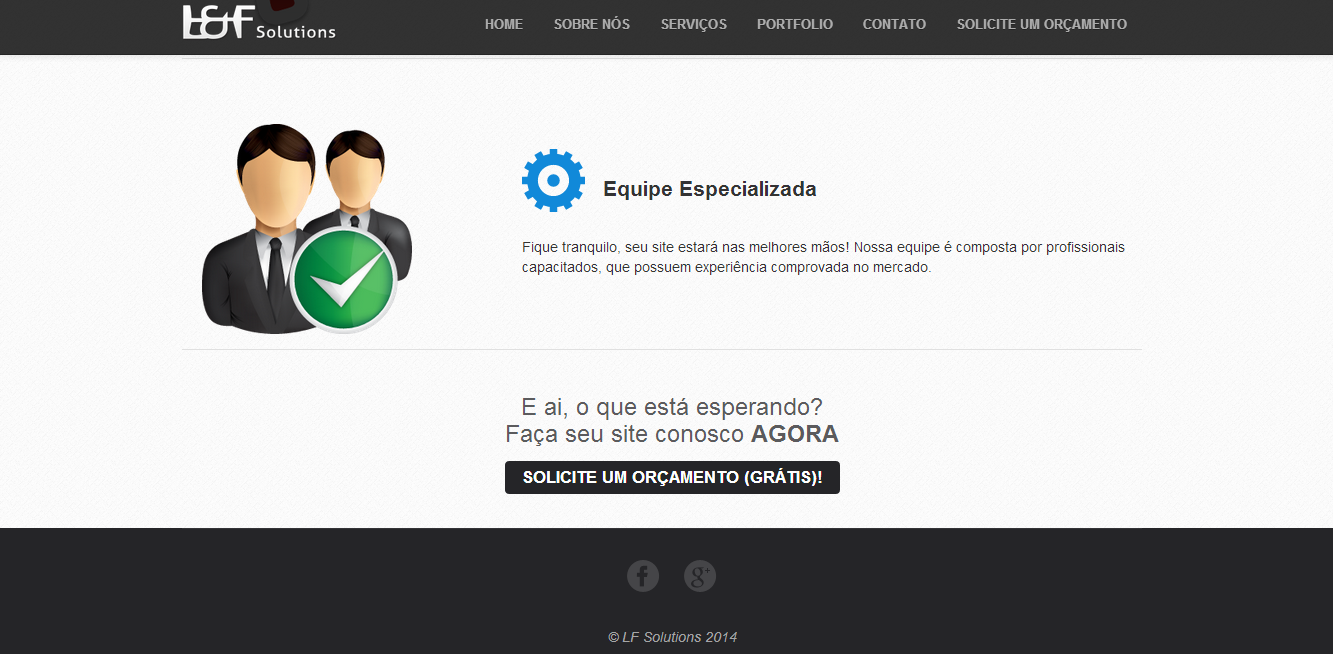 L&F Solutions
HOME SOBRE NÓS SERVIÇOS PORTFOLIO CONTATO SOLICITE UM ORÇAMENTO
Equipe Especializada
Fique tranquilo, seu site estará nas melhores mãos! Nossa equipe é composta por profissionais
capacitados, que possuem experiência comprovada no mercado.
E ai, o que está esperando?
Faça seu site conosco AGORA
SOLICITE UM ORÇAMENTO (GRÁTIS)!
f g+
© LF Solutions 2014